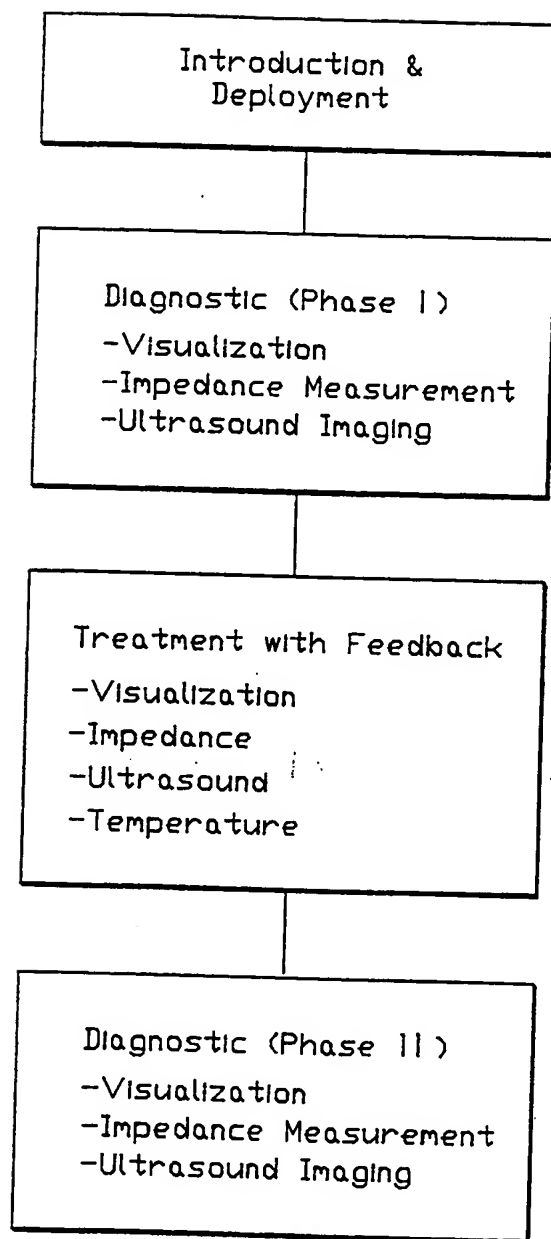 Introduction &
Deployment
Diagnostic (Phase I)
-Visualization
-Impedance Measurement
-Ultrasound Imaging
Treatment with Feedback
-Visualization
-Impedance
-Ultrasound
-Temperature
Diagnostic (Phase II)
-Visualization
-Impedance Measurement
-Ultrasound Imaging